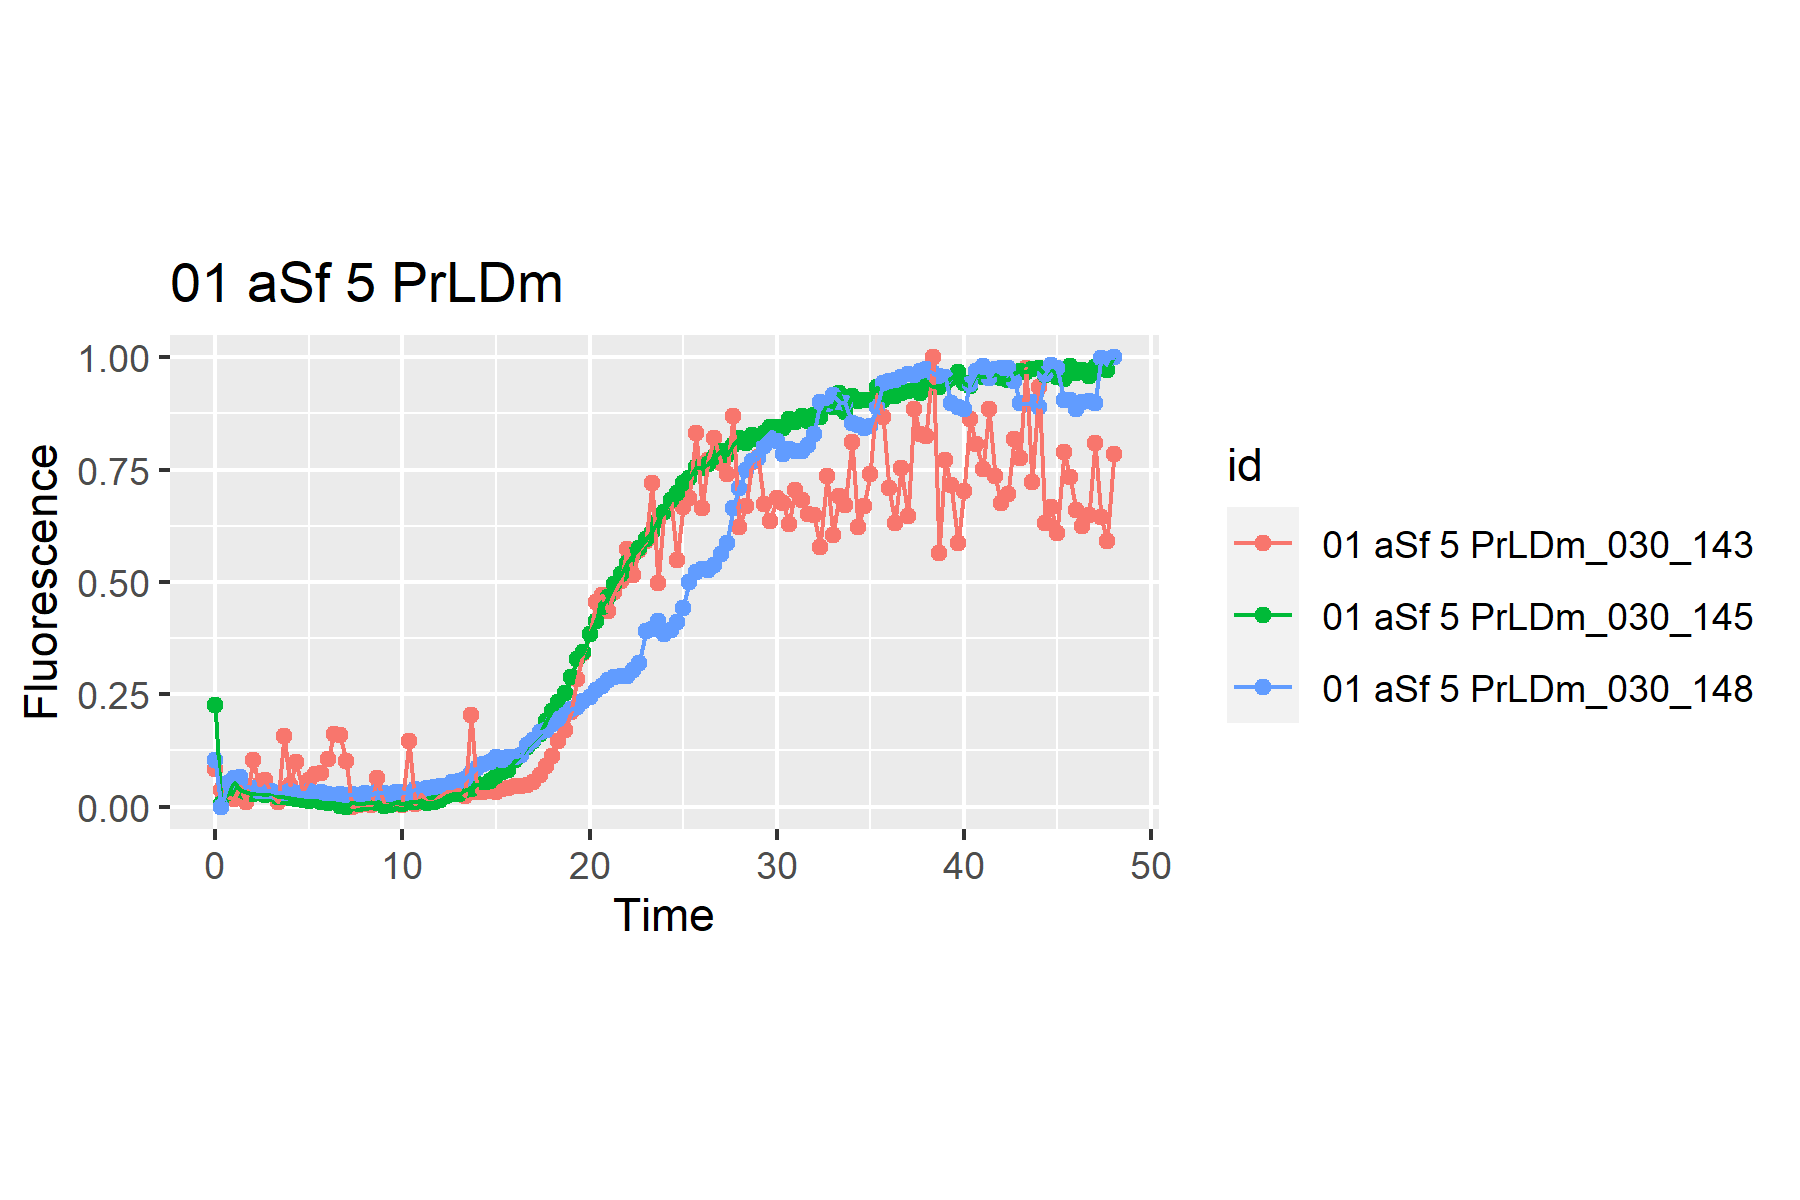 01 aSf 5 PrLDm
1.00
0.75
0.50
0.25
0.00
Fluorescence
0 10 20 30 40 50
Time
id
01 aSf 5 PrLDm_030_143
01 aSf 5 PrLDm_030_145
01 aSf 5 PrLDm_030_148